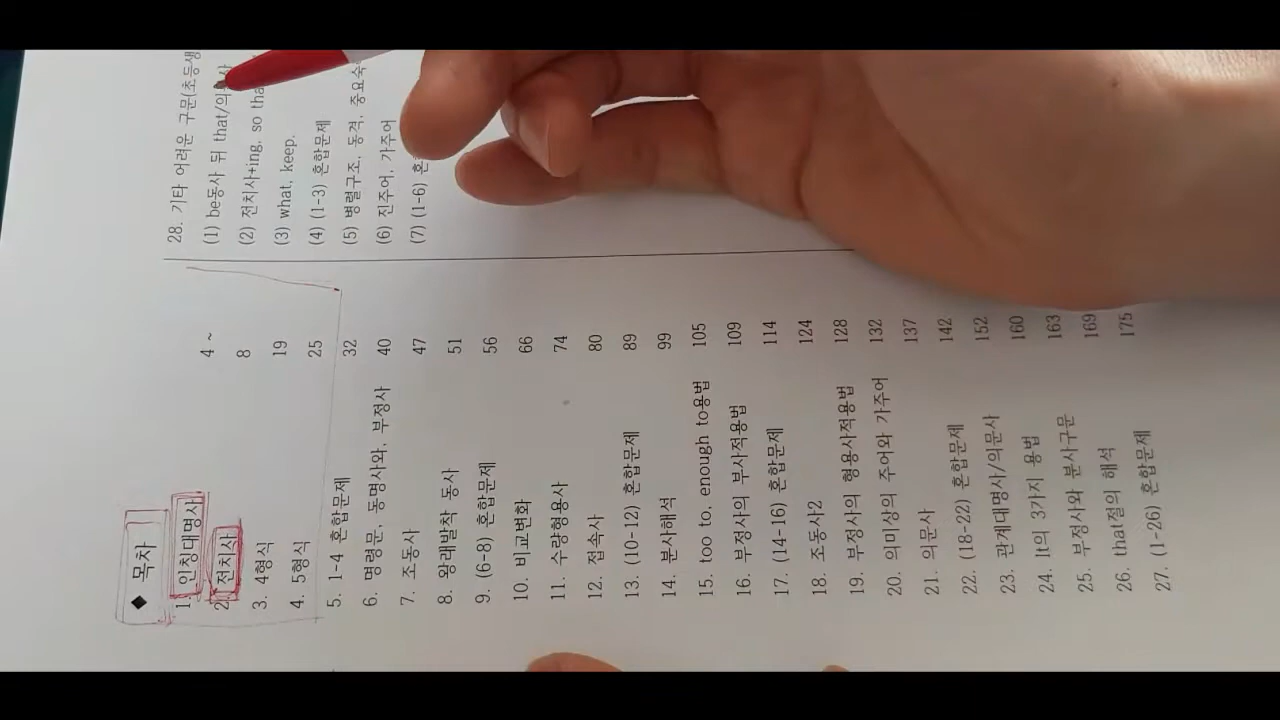 ◆ 목차
1. 인칭대명사 4 ~
2. 전치사 8
3. 4형식 19
4. 5형식 25
5. 1-4 혼합문제 32
6. 명령문, 동명사와, 부정사 40
7. 조동사 47
8. 왕래발착 동사 51
9. (6-8) 혼합문제 56
10. 비교변화 66
11. 수량형용사 74
12. 접속사 80
13. (10-12) 혼합문제 89
14. 분사해석 99
15. too to, enough to용법 105
16. 부정사의 부사적용법 109
17. (14-16) 혼합문제 114
18. 조동사2 124
19. 부정사의 형용사적용법 128
20. 의미상의 주어와 가주어 132
21. 의문사 137
22. (18-22) 혼합문제 142
23. 관계대명사/의문사 152
24. It의 3가지 용법 160
25. 부정사와 분사구문 163
26. that절의 해석 169
27. (1-26) 혼합문제 175
28. 기타 어려운 구문(초등생
(1) be동사 뒤 that/
(2) 전치사+ing, so
(3) what, keep.
(4) (1-3) 혼합문제
(5) 병렬구조, 동격, 중요숙
(6) 진주어, 가주어
(7) (1-6)